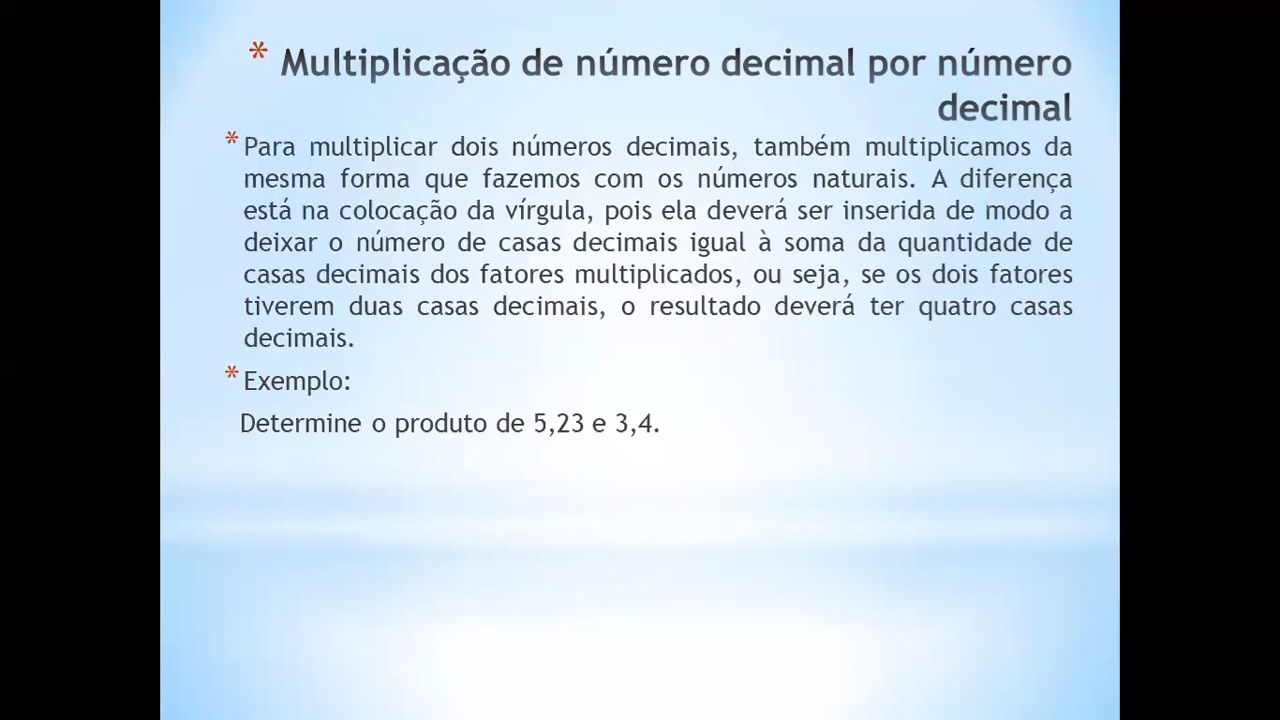 * Multiplicação de número decimal por número
decimal
* Para multiplicar dois números decimais, também multiplicamos da
mesma forma que fazemos com os números naturais. A diferença
está na colocação da vírgula, pois ela deverá ser inserida de modo a
deixar o número de casas decimais igual à soma da quantidade de
casas decimais dos fatores multiplicados, ou seja, se os dois fatores
tiverem duas casas decimais, o resultado deverá ter quatro casas
decimais.
* Exemplo:
Determine o produto de 5,23 e 3,4.